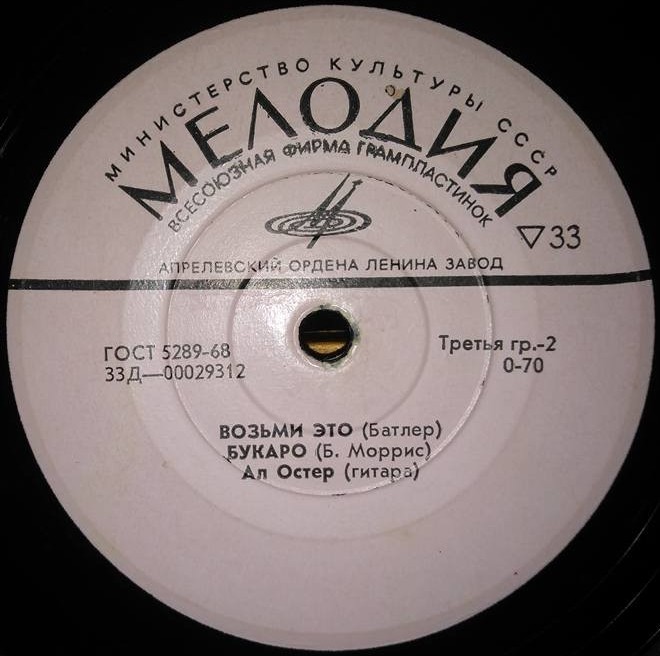 МИНИСТЕРСТВО КУЛЬТУРЫ СССР
МЕЛОДИЯ
ВСЕСОЮЗНАЯ ФИРМА ГРАМПЛАСТИНОК
▽33
АПРЕЛЕВСКИЙ ОРДЕНА ЛЕНИНА ЗАВОД
ГОСТ 5289-68
33Д—00029312
Третья гр.-2
0-70
ВОЗЬМИ ЭТО (Батлер)
БУКАРО (Б. Моррис)
Ал Остер (гитара)